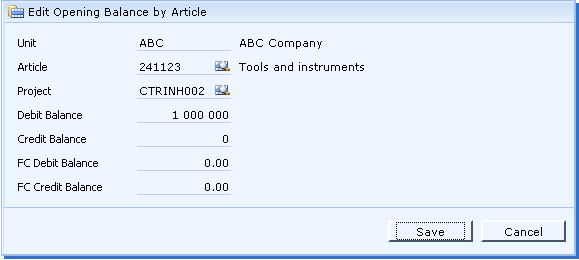 Edit Opening Balance by Article
Unit ABC ABC Company
Article 241123 Tools and instruments
Project CTRINH002
Debit Balance 1 000 000
Credit Balance 0
FC Debit Balance 0.00
FC Credit Balance 0.00
Save Cancel